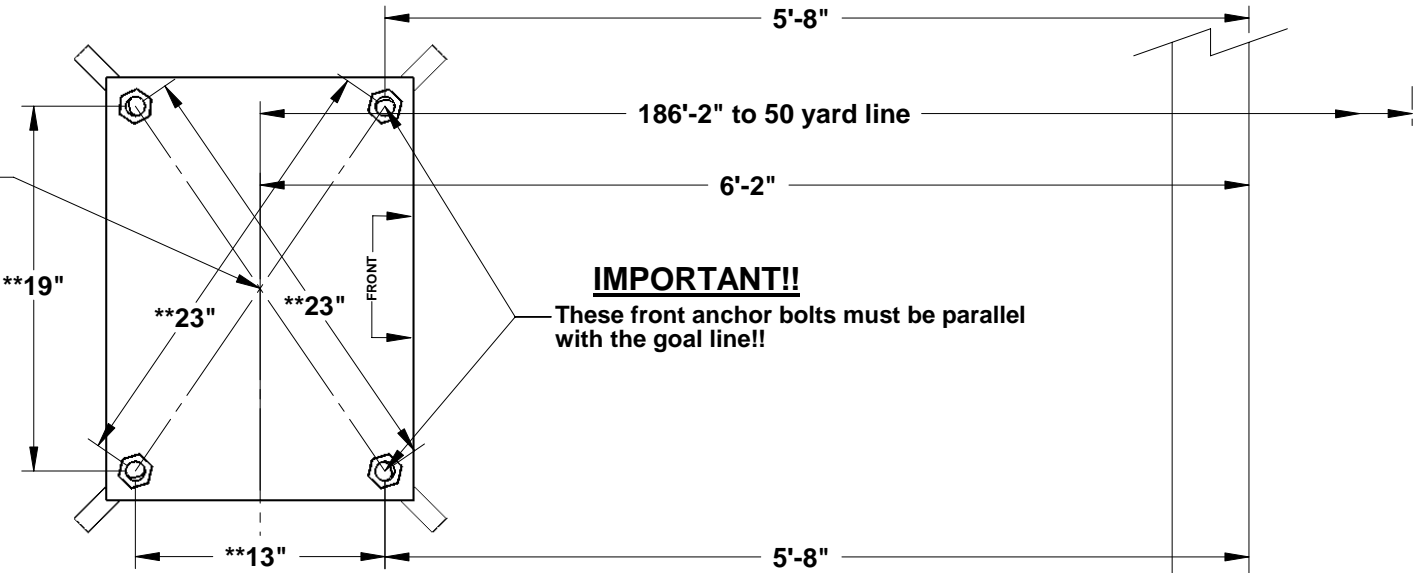 5'-8"
186'-2" to 50 yard line
6'-2"
IMPORTANT!!
**19"
FRONT
**23"
**23"
These front anchor bolts must be parallel
with the goal line!!
**13"
5'-8"